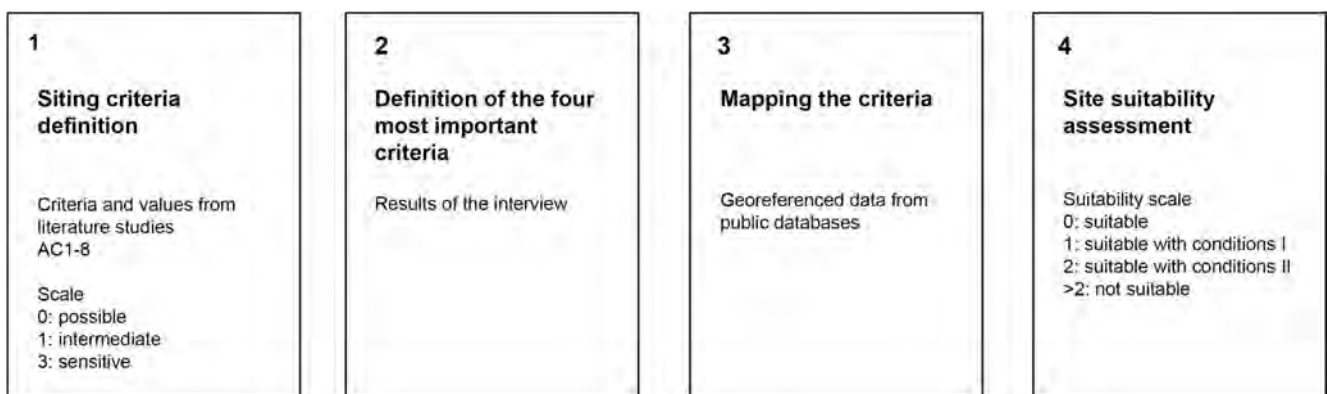 1
Siting criteria
definition
Criteria and values from
literature studies
AC1-8
Scale
0: possible
1: intermediate
3: sensitive
2
Definition of the four
most important
criteria
Results of the interview
3
Mapping the criteria
Georeferenced data from
public databases
4
Site suitability
assessment
Suitability scale
0: suitable
1: suitable with conditions I
2: suitable with conditions II
>2: not suitable